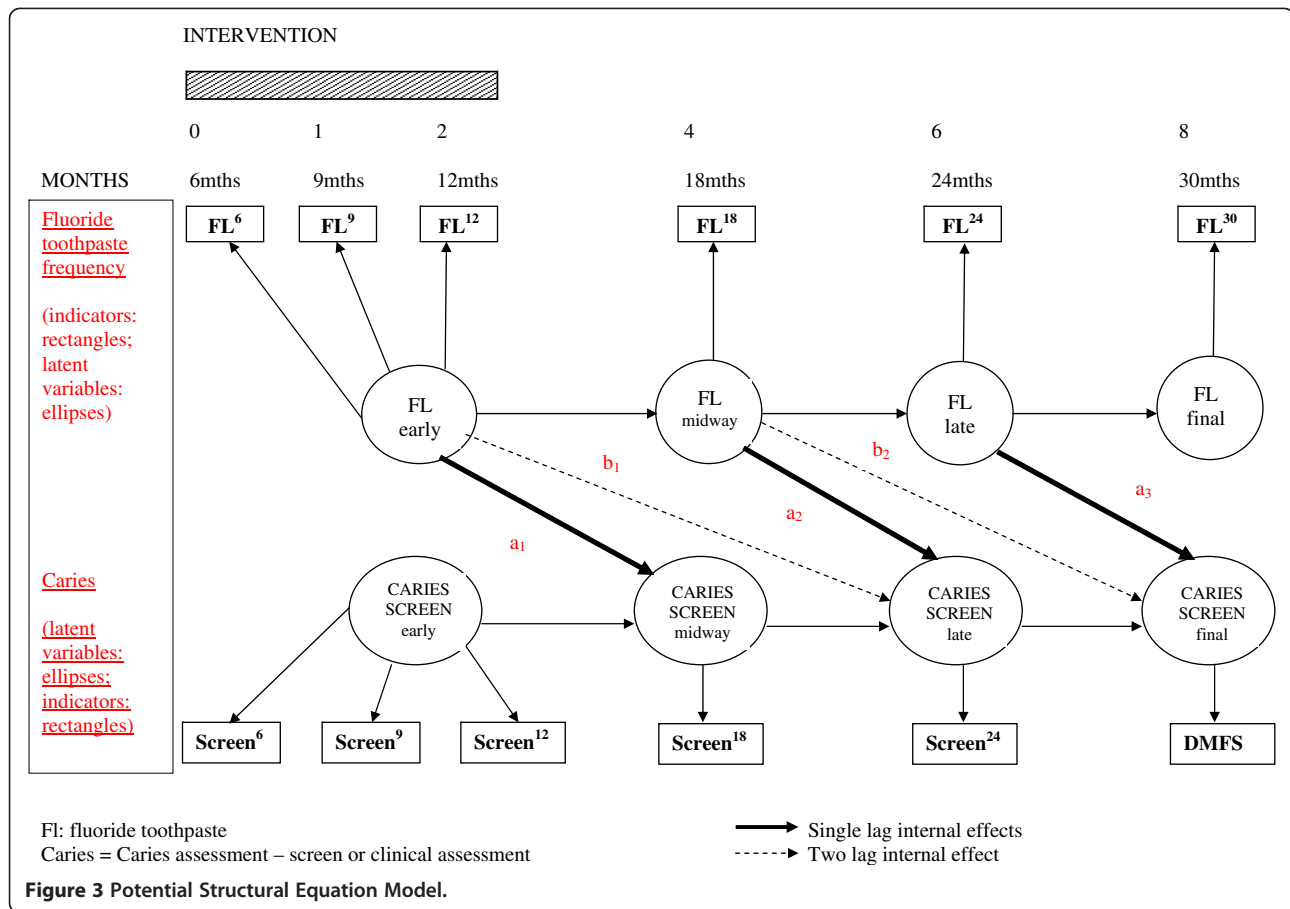 INTERVENTION
0 1 2 4 6 8
MONTHS 6mths 9mths 12mths 18mths 24mths 30mths
Fluoride
toothpaste
frequency
(indicators:
rectangles;
latent
variables:
ellipses)
FL⁶ FL⁹ FL¹² FL¹⁸ FL²⁴ FL³⁰
FL
early
FL
midway
FL
late
FL
final
b₁ b₂
a₁ a₂ a₃
Caries
(latent
variables:
ellipses;
indicators:
rectangles)
CARIES
SCREEN
early
CARIES
SCREEN
midway
CARIES
SCREEN
late
CARIES
SCREEN
final
Screen⁶ Screen⁹ Screen¹² Screen¹⁸ Screen²⁴ DMFS
Fl: fluoride toothpaste
Caries = Caries assessment – screen or clinical assessment
Single lag internal effects
Two lag internal effect
Figure 3 Potential Structural Equation Model.